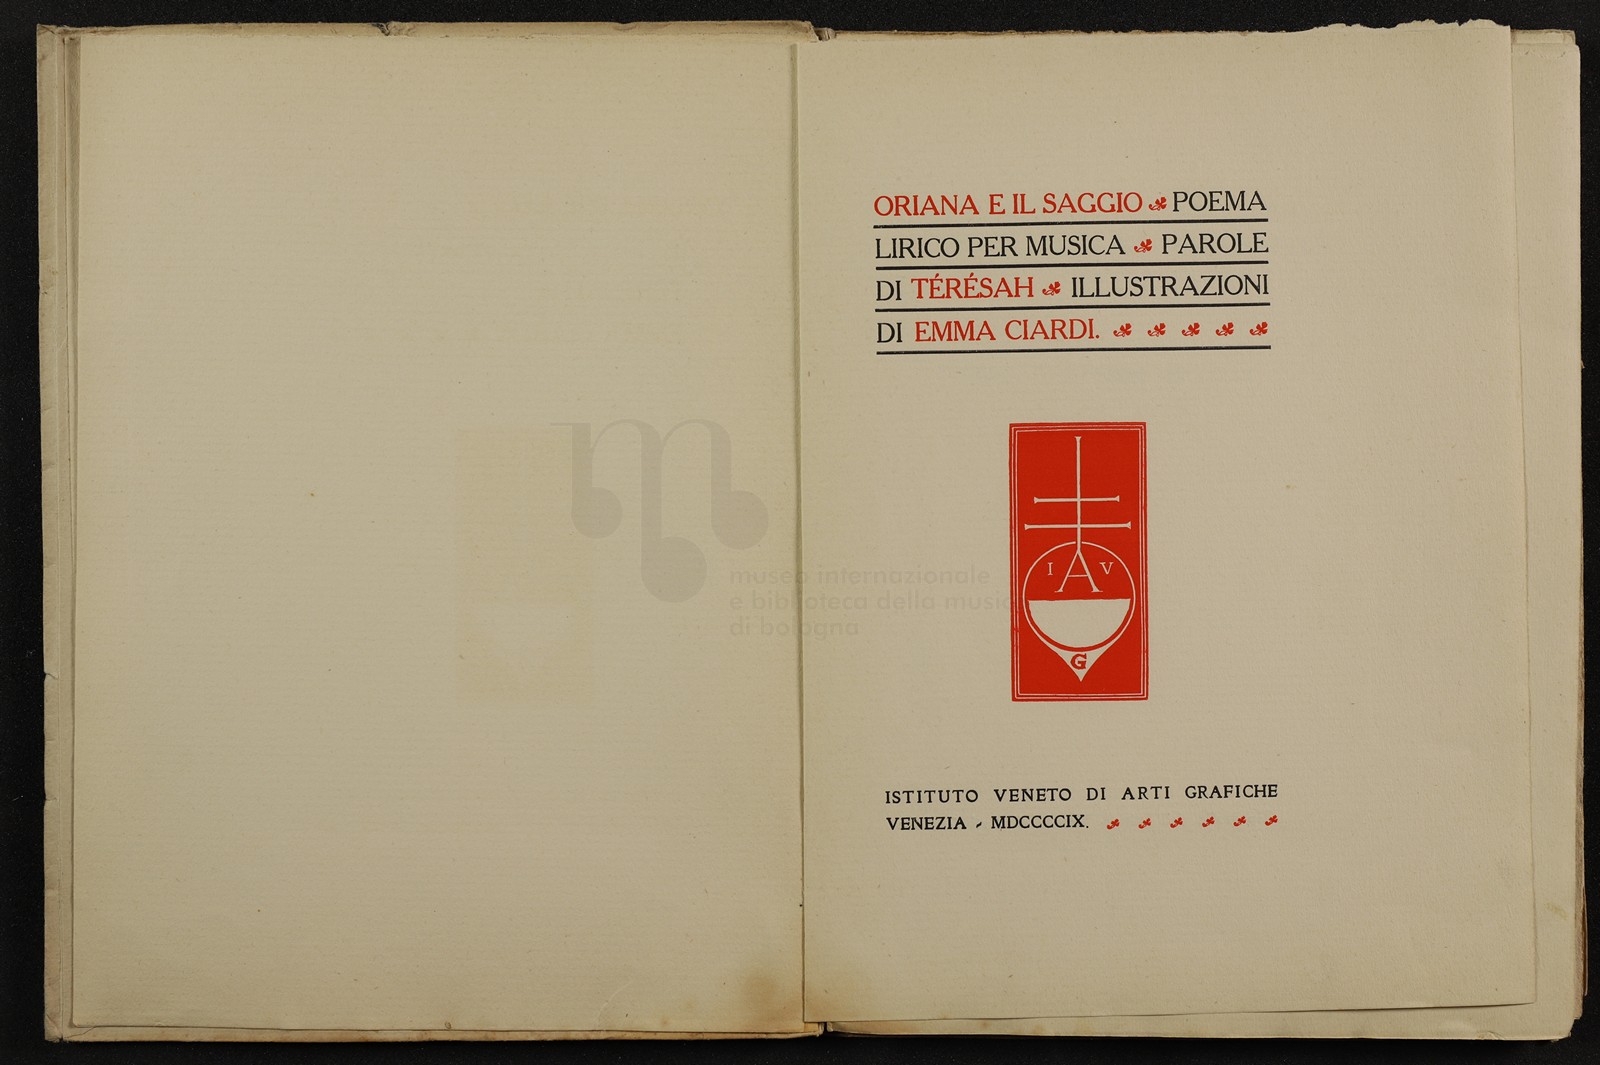 ORIANA E IL SAGGIO POEMA
LIRICO PER MUSICA PAROLE
DI TÉRÉSAH ILLUSTRAZIONI
DI EMMA CIARDI.
I A V
G
ISTITUTO VENETO DI ARTI GRAFICHE
VENEZIA - MDCCCCIX.
museo internazionale
e biblioteca della musica
di bologna